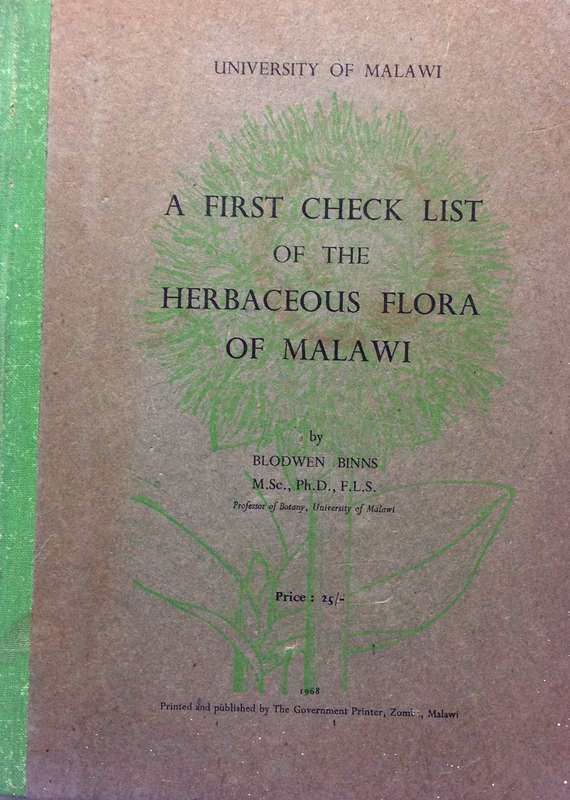 UNIVERSITY OF MALAWI
A FIRST CHECK LIST
OF THE
HERBACEOUS FLORA
OF MALAWI
by
BLODWEN BINNS
M.Sc., Ph.D., F.L.S.
Professor of Botany, University of Malawi
Price : 25/-
1968
Printed and published by The Government Printer, Zomba, Malawi